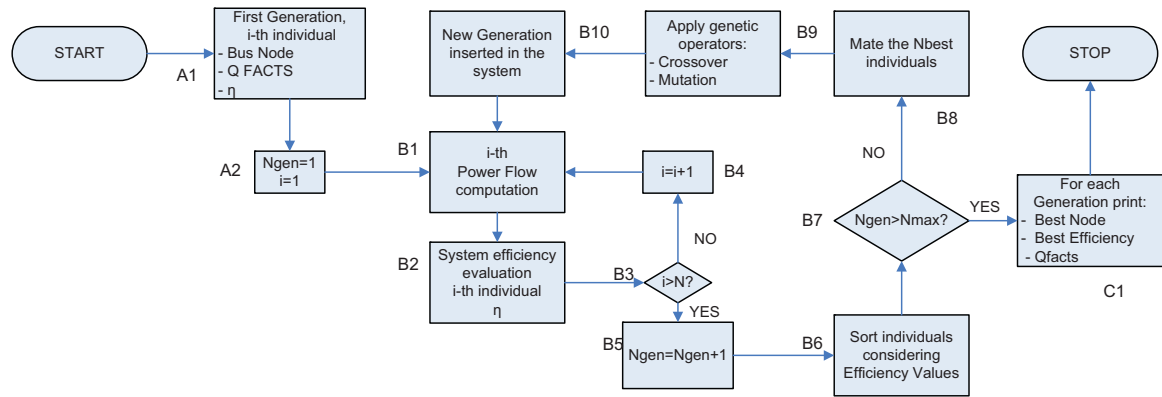 START
A1
First Generation,
i-th individual
- Bus Node
- Q FACTS
- η
A2
Ngen=1
i=1
New Generation
inserted in the
system
B10
Apply genetic
operators:
- Crossover
- Mutation
B9
Mate the Nbest
individuals
B8
STOP
B1
i-th
Power Flow
computation
i=i+1
B4
NO
B2
System efficiency
evaluation
i-th individual
η
B3
i>N?
YES
B5
Ngen=Ngen+1
B6
Sort individuals
considering
Efficiency Values
B7
Ngen>Nmax?
NO
YES
For each
Generation print:
- Best Node
- Best Efficiency
- Qfacts
C1